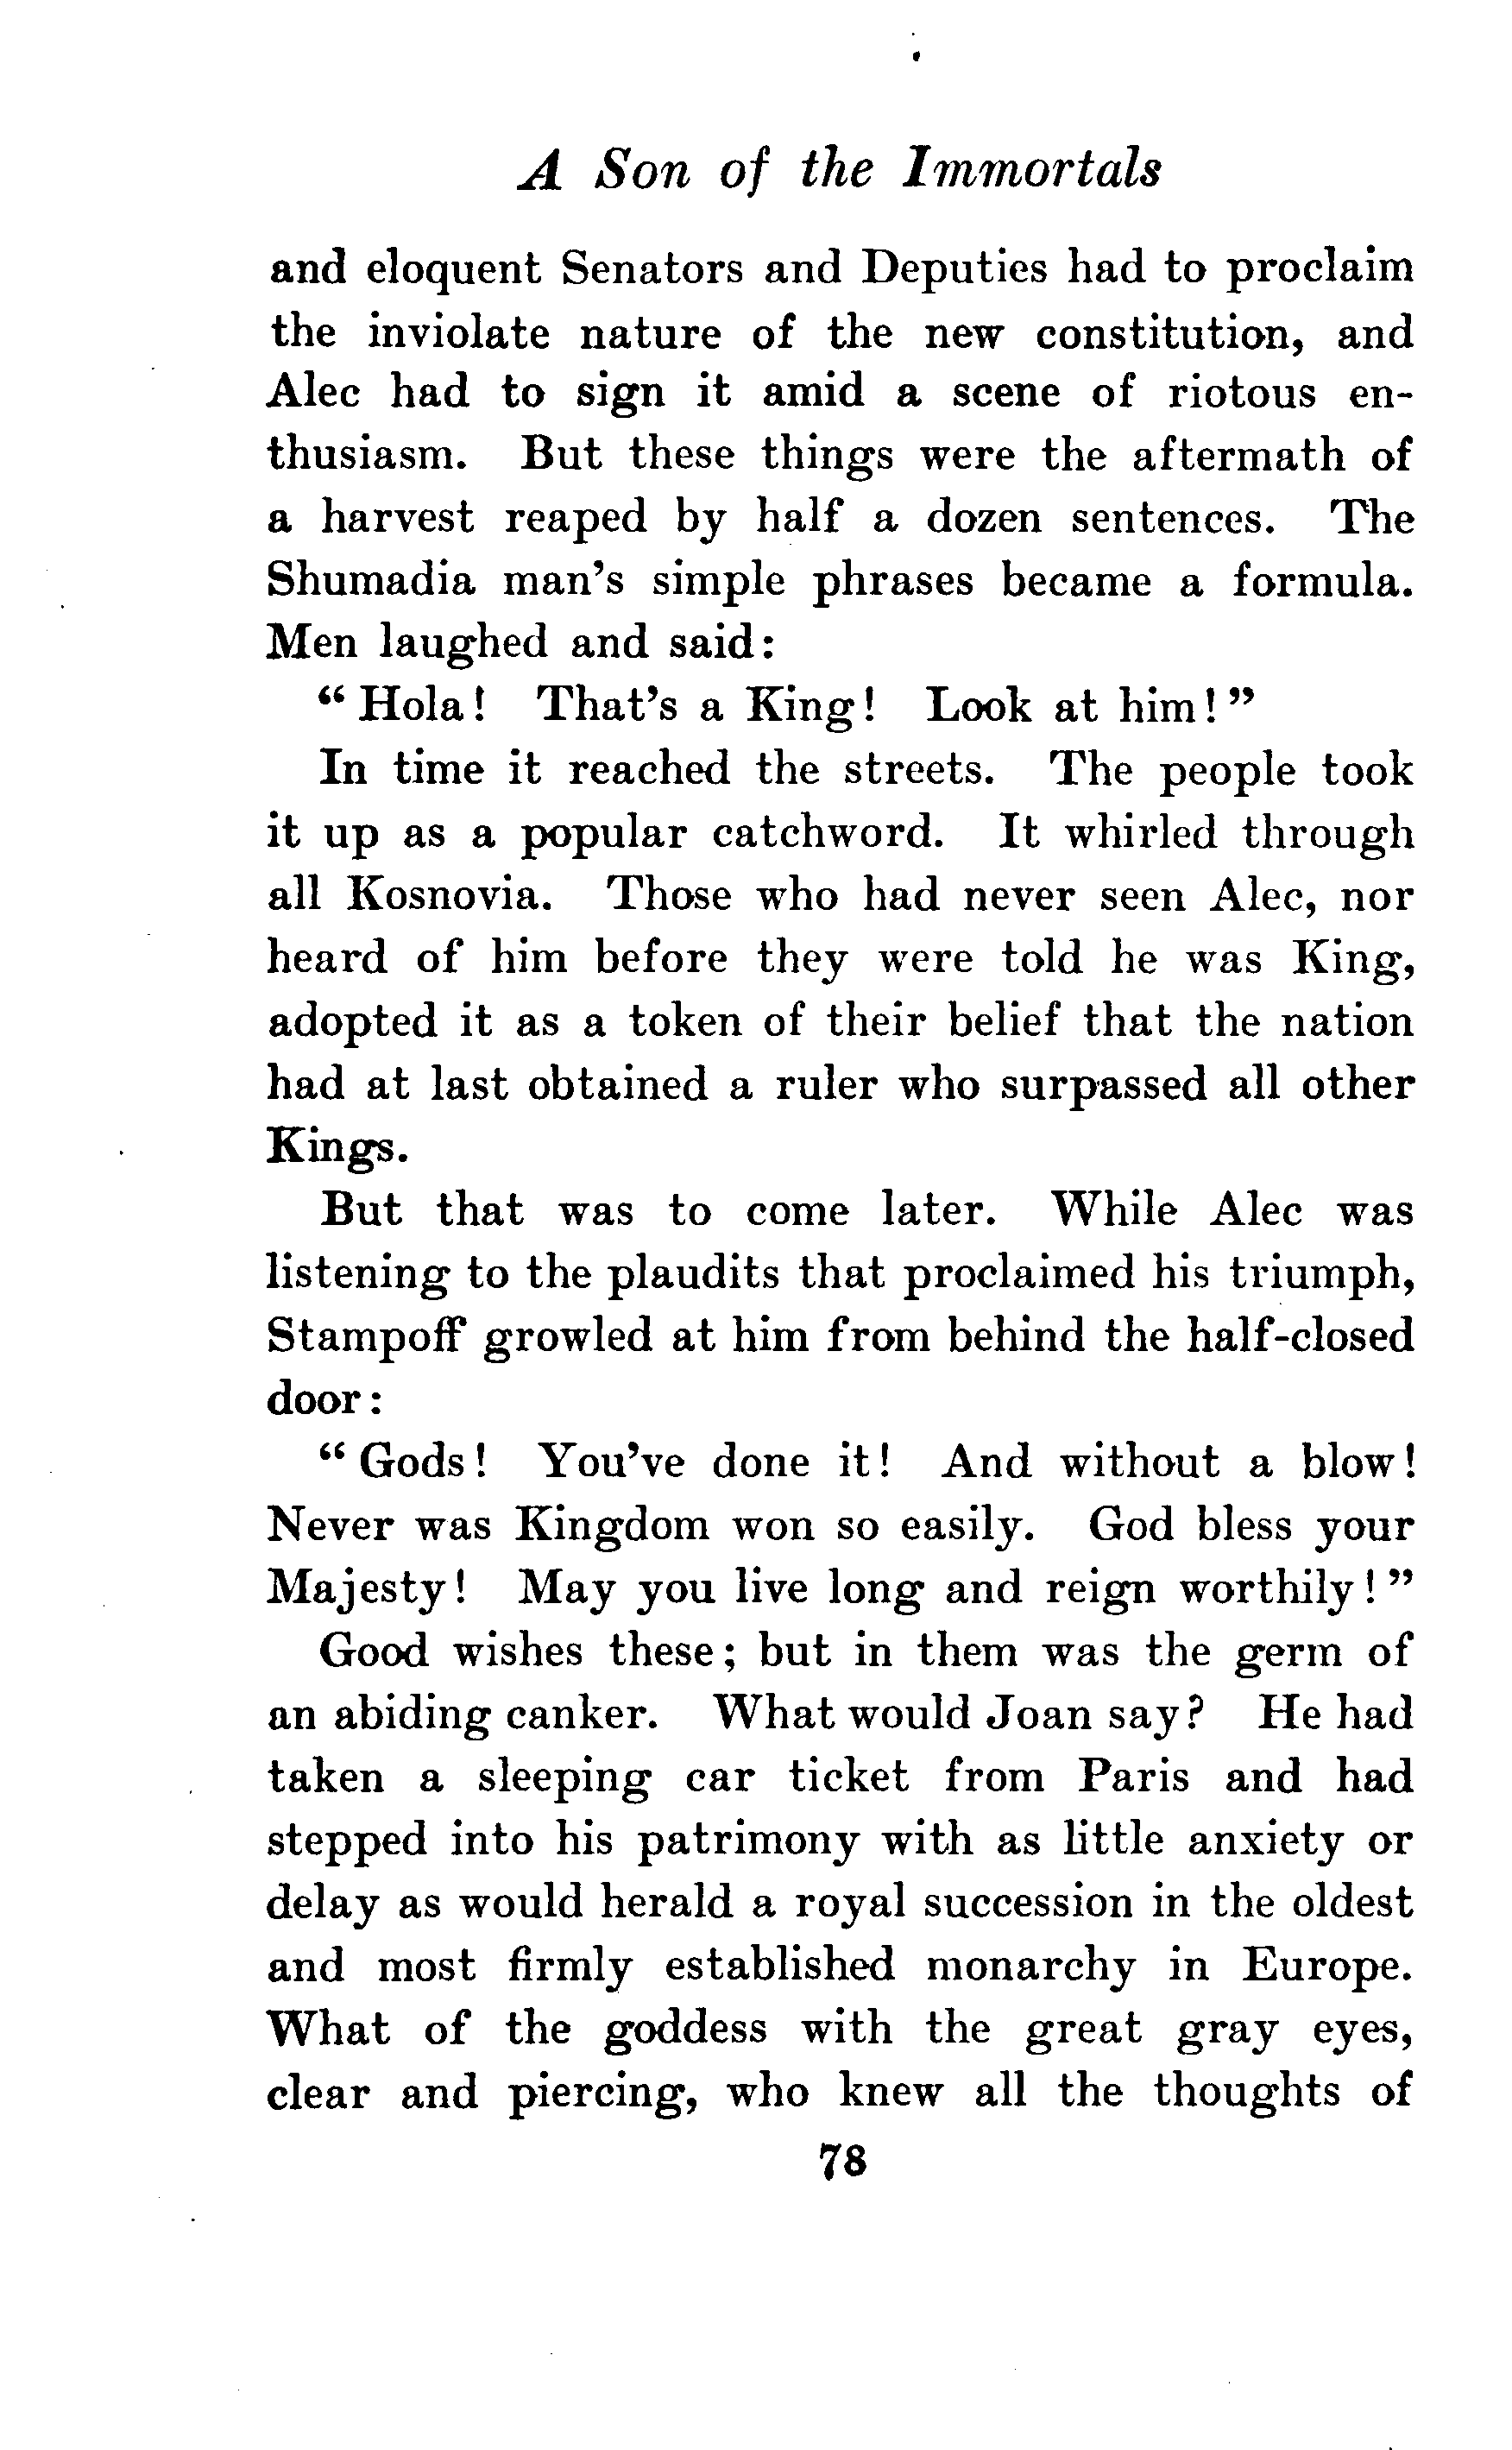 A Son of the Immortals
and eloquent Senators and Deputies had to proclaim
the inviolate nature of the new constitution, and
Alec had to sign it amid a scene of riotous en-
thusiasm. But these things were the aftermath of
a harvest reaped by half a dozen sentences. The
Shumadia man's simple phrases became a formula.
Men laughed and said:
"Hola! That's a King! Look at him!"
In time it reached the streets. The people took
it up as a popular catchword. It whirled through
all Kosnovia. Those who had never seen Alec, nor
heard of him before they were told he was King,
adopted it as a token of their belief that the nation
had at last obtained a ruler who surpassed all other
Kings.
But that was to come later. While Alec was
listening to the plaudits that proclaimed his triumph,
Stampoff growled at him from behind the half-closed
door:
"Gods! You've done it! And without a blow!
Never was Kingdom won so easily. God bless your
Majesty! May you live long and reign worthily!"
Good wishes these; but in them was the germ of
an abiding canker. What would Joan say? He had
taken a sleeping car ticket from Paris and had
stepped into his patrimony with as little anxiety or
delay as would herald a royal succession in the oldest
and most firmly established monarchy in Europe.
What of the goddess with the great gray eyes,
clear and piercing, who knew all the thoughts of
78